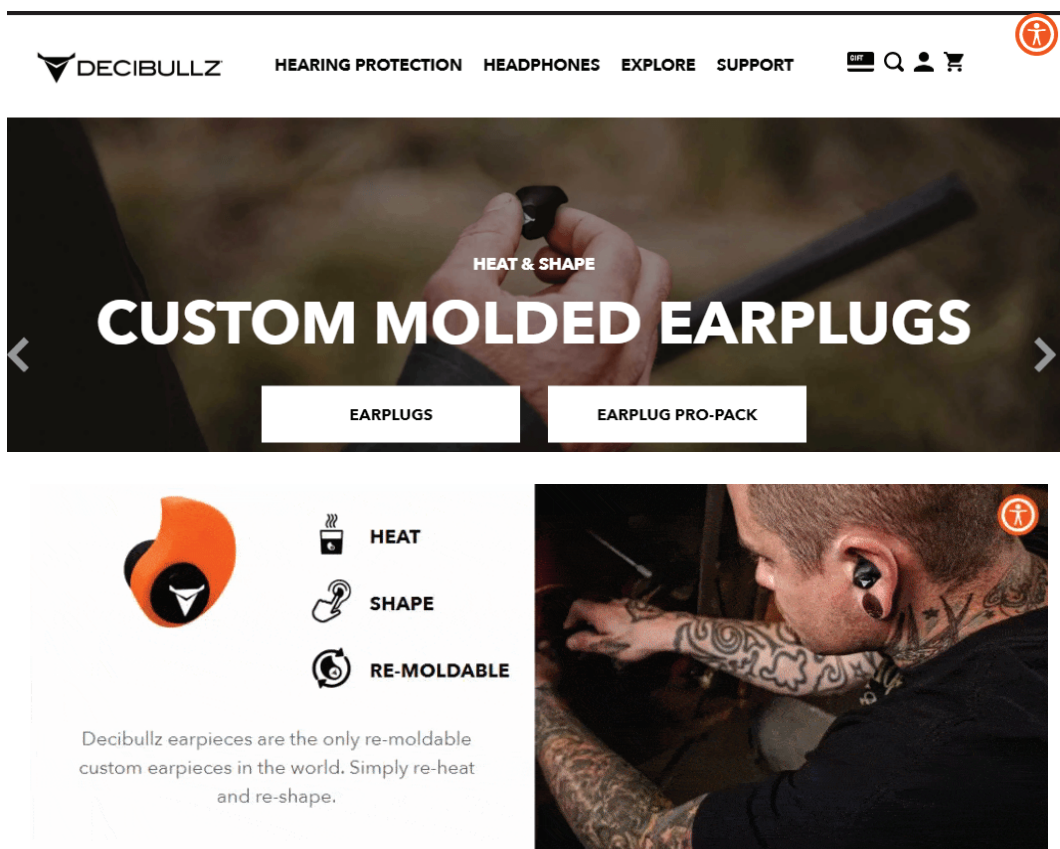 DECIBULLZ
HEARING PROTECTION HEADPHONES EXPLORE SUPPORT
GIFT
HEAT & SHAPE
CUSTOM MOLDED EARPLUGS
EARPLUGS
EARPLUG PRO-PACK
HEAT
SHAPE
RE-MOLDABLE
Decibullz earpieces are the only re-moldable
custom earpieces in the world. Simply re-heat
and re-shape.